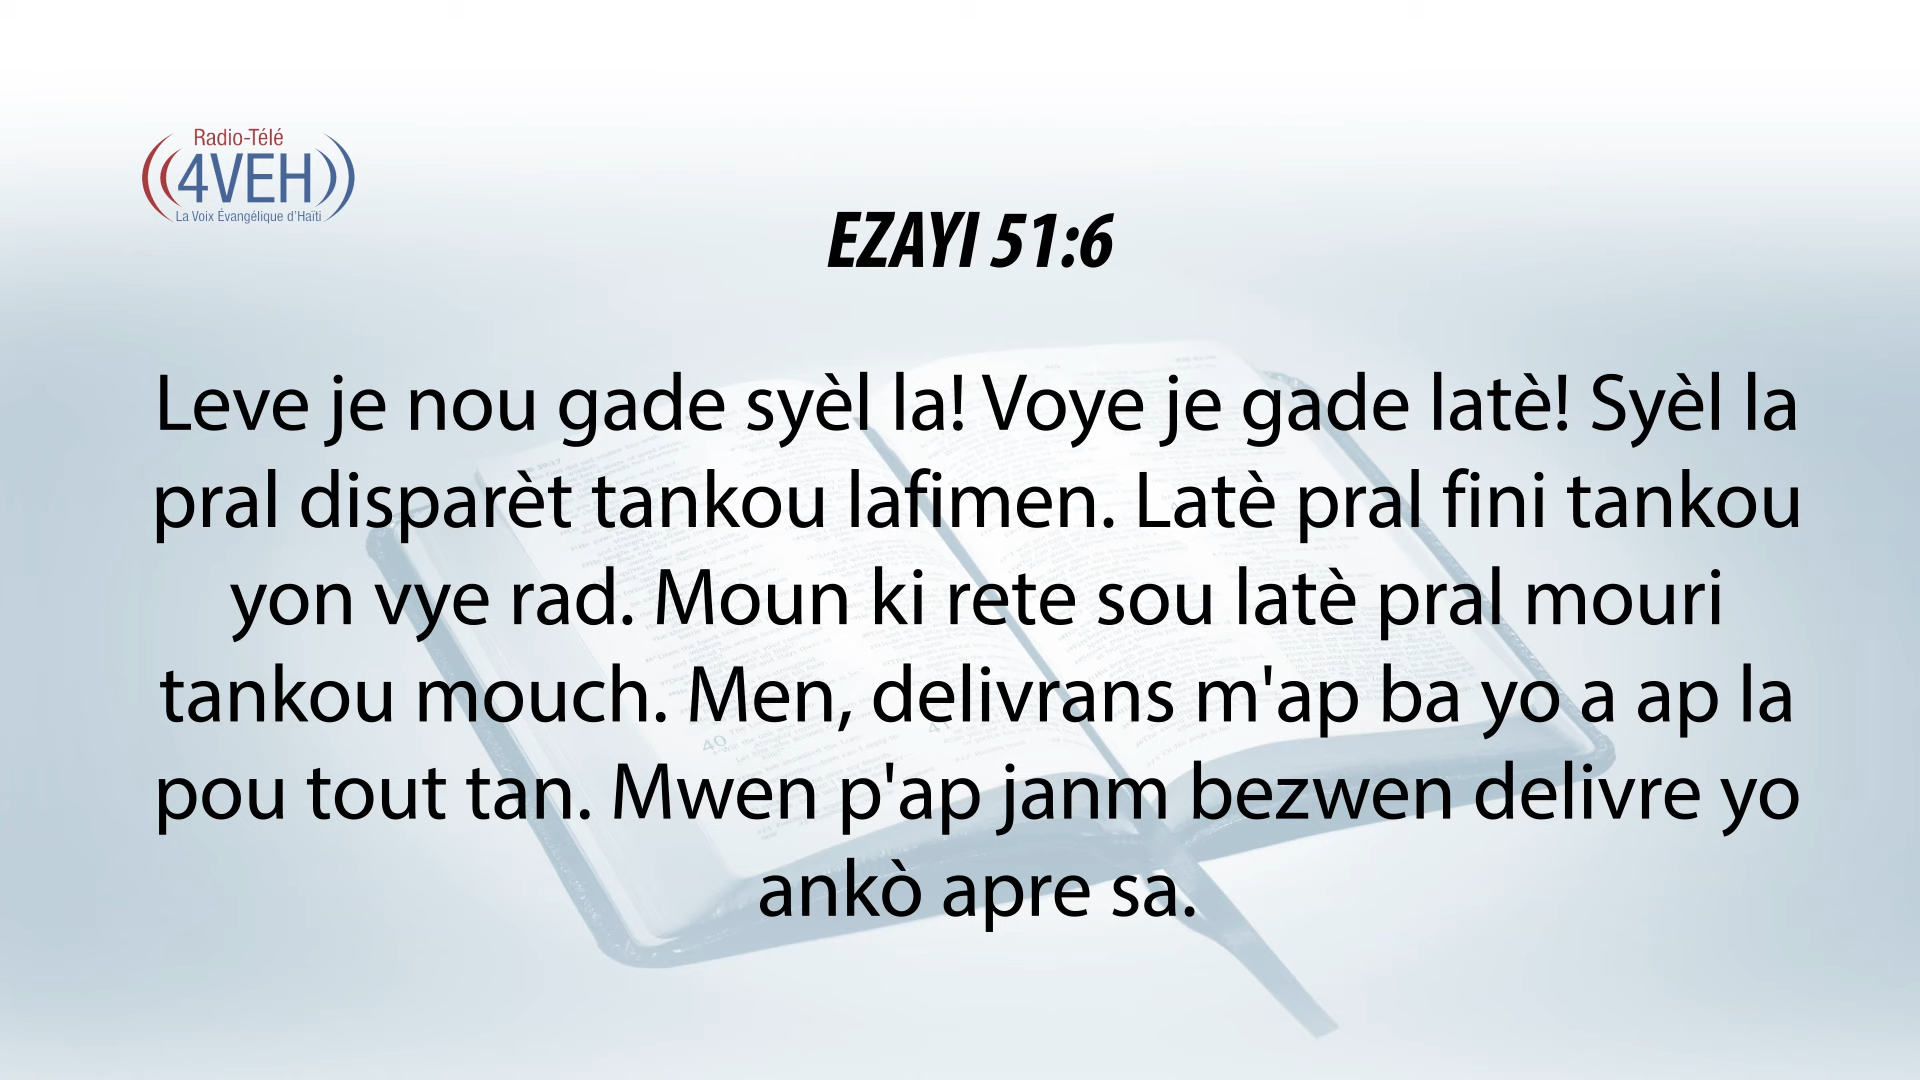 Radio-Télé
4VEH
La Voix Évangélique d'Haïti
EZAYI 51:6
Leve je nou gade syèl la! Voye je gade latè! Syèl la
pral disparèt tankou lafimen. Latè pral fini tankou
yon vye rad. Moun ki rete sou latè pral mouri
tankou mouch. Men, delivrans m'ap ba yo a ap la
pou tout tan. Mwen p'ap janm bezwen delivre yo
ankò apre sa.
40